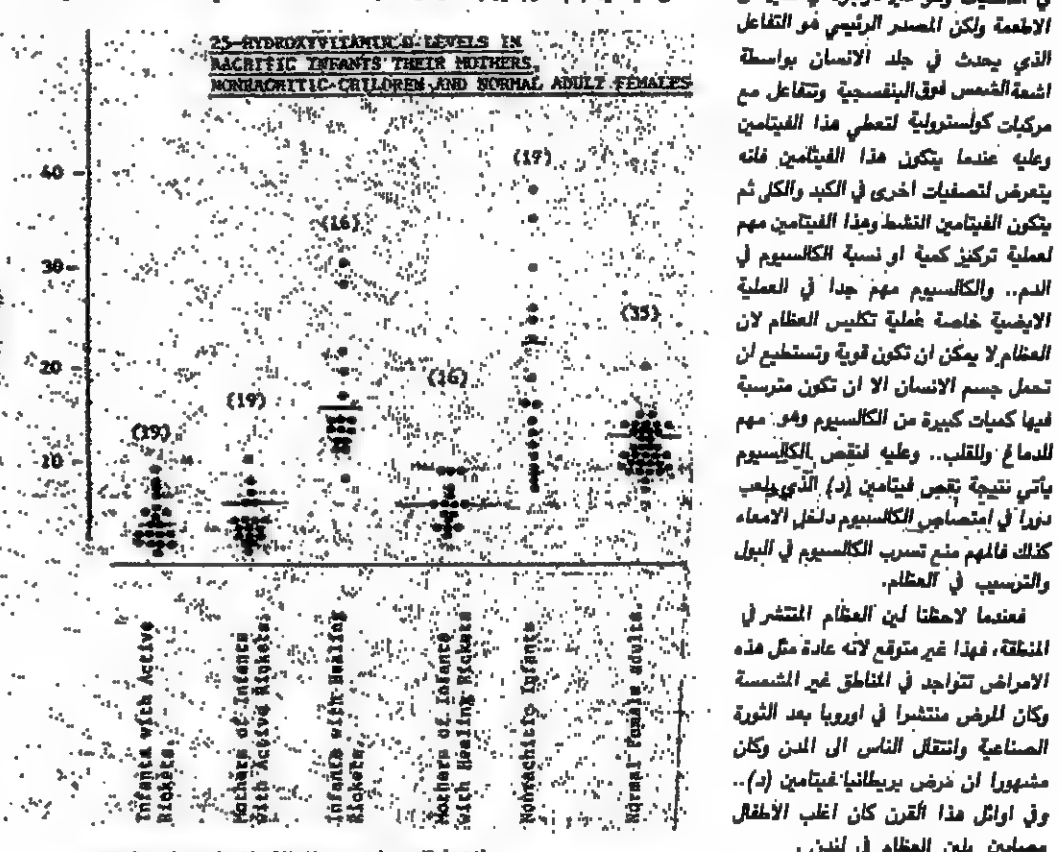 25-HYDROXYVITAMIN D LEVELS IN
RACRITIC INFANTS THEIR MOTHERS,
NONRACRITIC CHILDREN AND NORMAL ADULT FEMALES
40
30
20
10
(19)
(19)
(16)
(16)
(17)
(35)
Infants with Active
Rickets.
Mothers of Infants
with Active Rickets.
Infants with Healing
Rickets.
Mothers of Infants
with Healing Rickets
Nonrachitic Infants
Normal Female Adults.
الاطعمة ولكن المصدر الرئيسي هو التفاعل
الذي يحدث في جلد الانسان بواسطة
اشعة الشمس فوق البنفسجية وتتفاعل مع
مركبات كولسترولية لتعطي هذا الفيتامين
وعليه عندما يتكون هذا الفيتامين فانه
يتعرض لتصفيات اخرى في الكبد والكلى ثم
يتكون الفيتامين النشط وهذا الفيتامين مهم
لعملية تركيز كمية او نسبة الكالسيوم في
الدم.. والكالسيوم مهم جدا في العملية
الايضية خاصة عملية تكليس العظام لان
العظام لا يمكن ان تكون قوية وتستطيع ان
تحمل جسم الانسان الا ان تكون مترسبة
فيها كميات كبيرة من الكالسيوم وهو مهم
للدماغ وللقلب.. وعليه فنقص الكالسيوم
يأتي نتيجة نقص فيتامين (د) الذي يلعب
دورا في امتصاص الكالسيوم داخل الامعاء
كذلك فالمهم منع تسرب الكالسيوم في البول
والترسيب في العظام.
فعندما لاحظنا لين العظام المنتشر في
المنطقة، فهذا غير متوقع لانه عادة مثل هذه
الامراض تتواجد في المناطق غير الشمسة
وكان المرض منتشرا في اوروبا بعد الثورة
الصناعية وانتقال الناس الى المدن وكان
مشهورا ان مرض بريطانيا فيتامين (د)..
وفي اوائل هذا القرن كان اغلب الاطفال
مصابين بلين العظام في لندن.